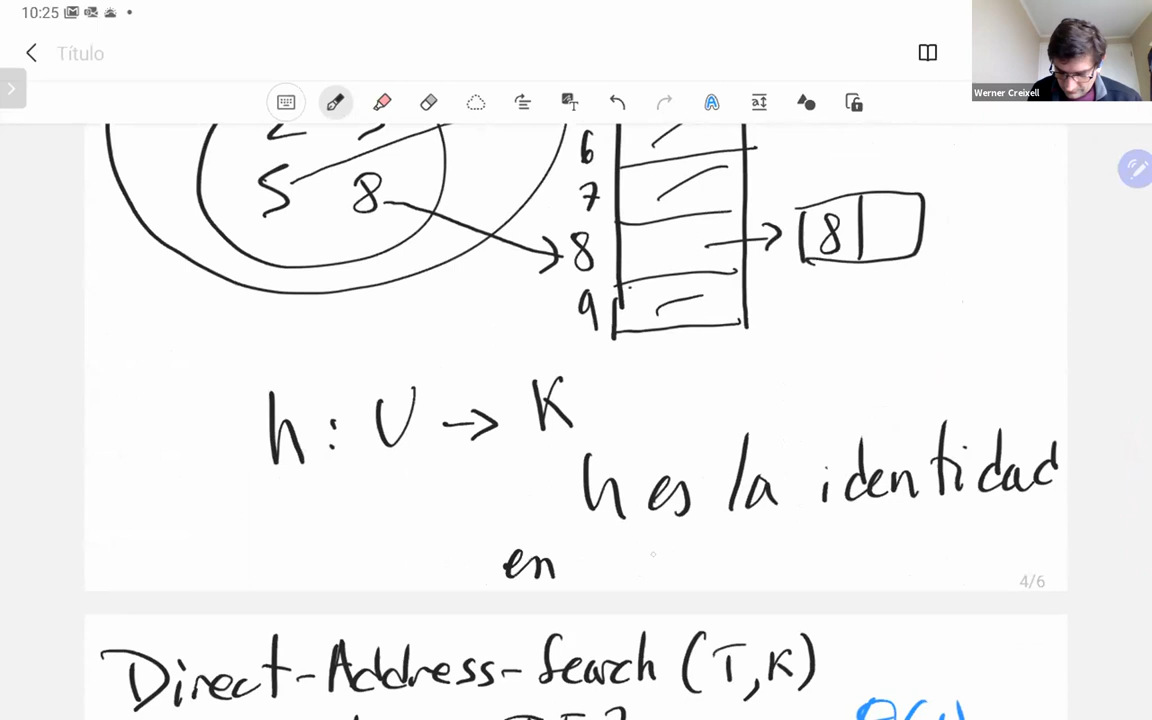 10:25
Título
Werner Creixell
2
6
5 8
7
8
8
9
h : U -> K
h es la identidad
en
4/6
Direct-Address-Search (T,K)